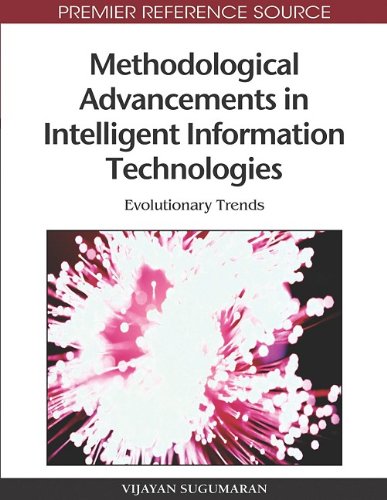 PREMIER REFERENCE SOURCE
Methodological
Advancements in
Intelligent Information
Technologies
Evolutionary Trends
VIJAYAN SUGUMARAN